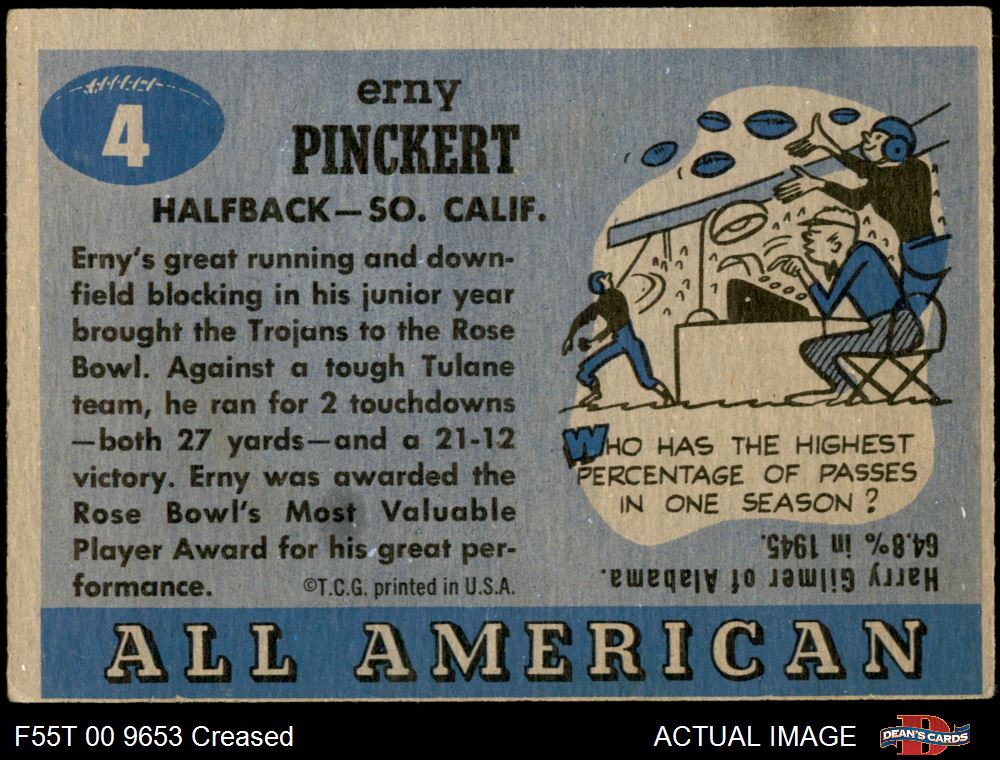 4
erny
PINCKERT
HALFBACK—SO. CALIF.
Erny's great running and down-
field blocking in his junior year
brought the Trojans to the Rose
Bowl. Against a tough Tulane
team, he ran for 2 touchdowns
—both 27 yards—and a 21-12
victory. Erny was awarded the
Rose Bowl's Most Valuable
Player Award for his great per-
formance.
©T.C.G. printed in U.S.A.
WHO HAS THE HIGHEST
PERCENTAGE OF PASSES
IN ONE SEASON?
Harry Gilmer of Alabama.
64.8% in 1945.
ALL AMERICAN
F55T 00 9653 Creased
ACTUAL IMAGE
D
DEAN'S CARDS